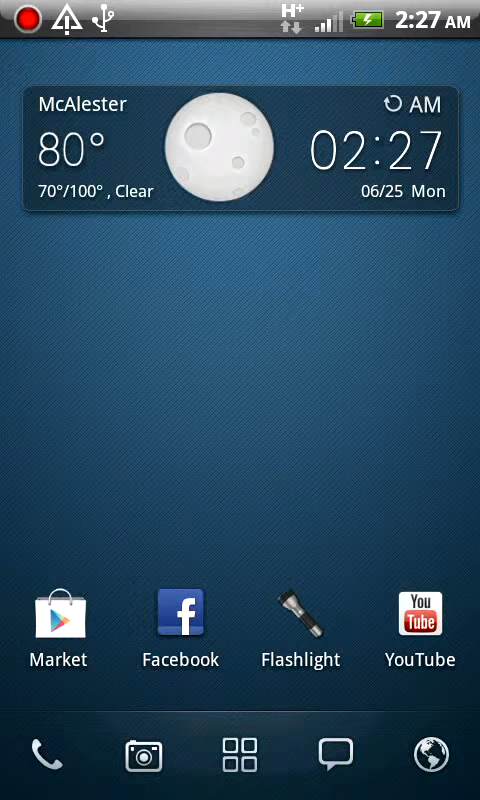 H+
2:27 AM
McAlester
AM
80°
02:27
70°/100° , Clear
06/25 Mon
You
Tube
Market
Facebook
Flashlight
YouTube